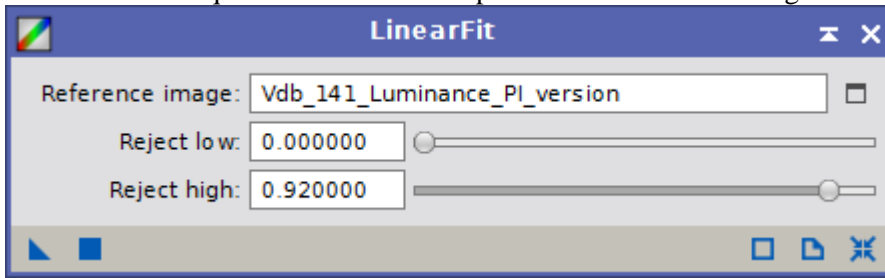 LinearFit
Reference image: Vdb_141_Luminance_PI_version
Reject low: 0.000000
Reject high: 0.920000